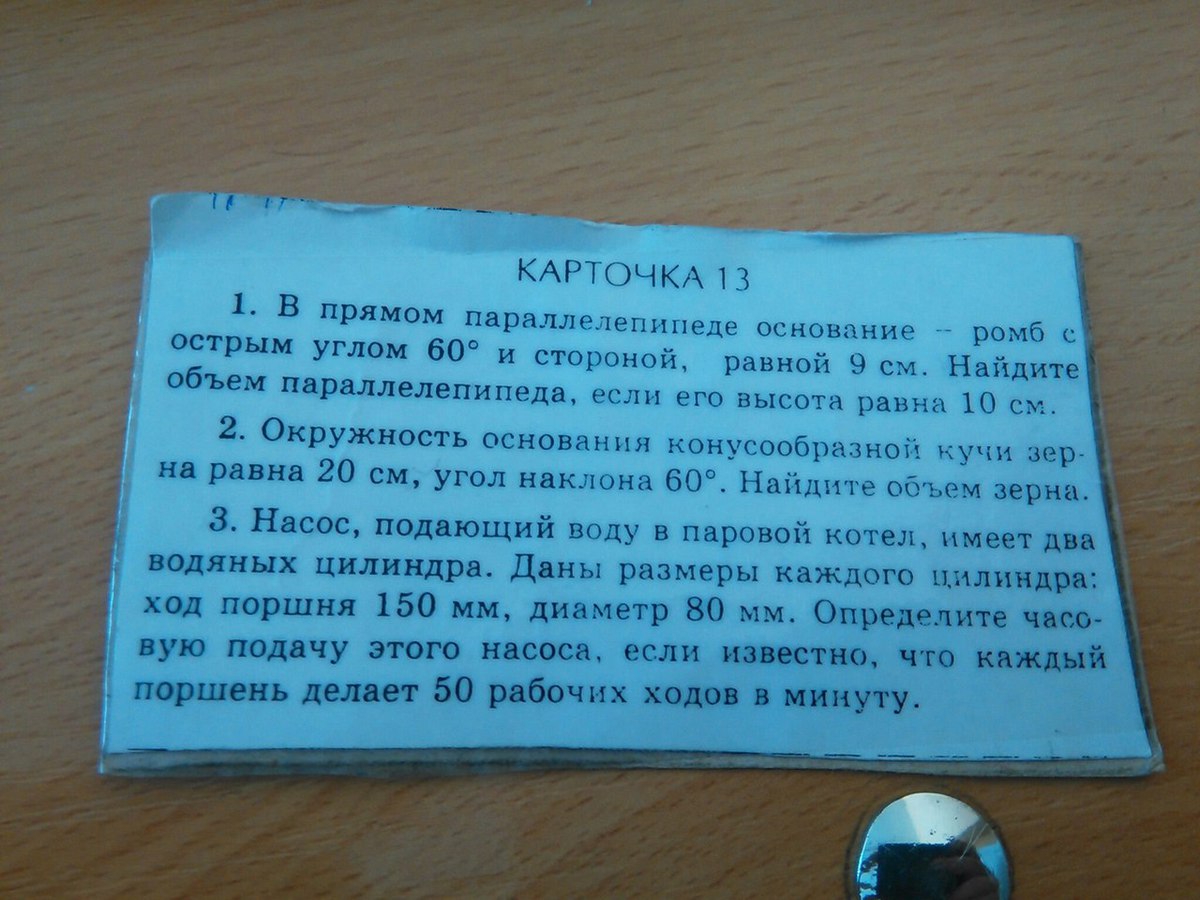 КАРТОЧКА 13
1. В прямом параллелепипеде основание – ромб с
острым углом 60° и стороной, равной 9 см. Найдите
объем параллелепипеда, если его высота равна 10 см.
2. Окружность основания конусообразной кучи зер-
на равна 20 см, угол наклона 60°. Найдите объем зерна.
3. Насос, подающий воду в паровой котел, имеет два
водяных цилиндра. Даны размеры каждого цилиндра:
ход поршня 150 мм, диаметр 80 мм. Определите часо-
вую подачу этого насоса, если известно, что каждый
поршень делает 50 рабочих ходов в минуту.